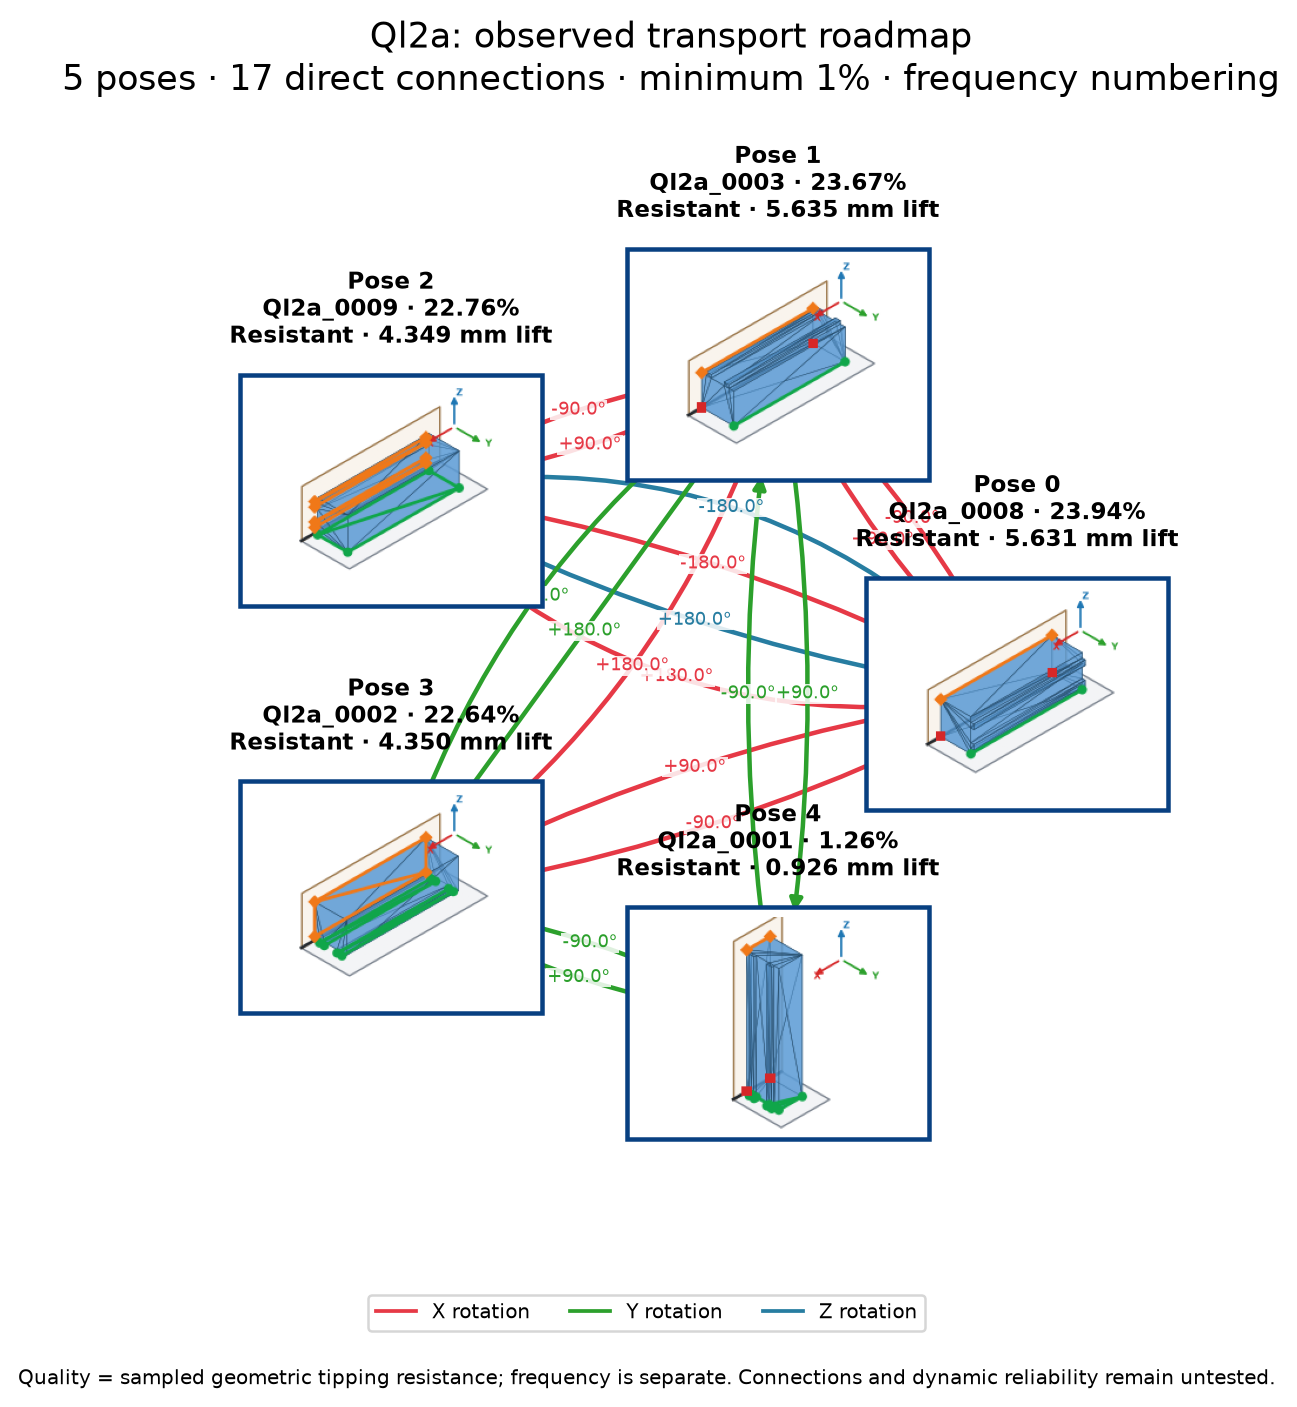 Ql2a: observed transport roadmap
5 poses · 17 direct connections · minimum 1% · frequency numbering
Pose 1
Ql2a_0003 · 23.67%
Resistant · 5.635 mm lift
Pose 2
Ql2a_0009 · 22.76%
Resistant · 4.349 mm lift
Z
X
Y
Z
Y
-90.0°
+90.0°
Pose 0
Ql2a_0008 · 23.94%
Resistant · 5.631 mm lift
-90.0°
-180.0°
-180.0°
.0°
+180.0°
+180.0°
Z
X
Y
+180.0°
+180.0°
-90.0°
+90.0°
Pose 3
Ql2a_0002 · 22.64%
Resistant · 4.350 mm lift
+90.0°
-90.0°
Pose 4
Ql2a_0001 · 1.26%
Resistant · 0.926 mm lift
Z
Y
-90.0°
+90.0°
Z
X
Y
X rotation
Y rotation
Z rotation
Quality = sampled geometric tipping resistance; frequency is separate. Connections and dynamic reliability remain untested.